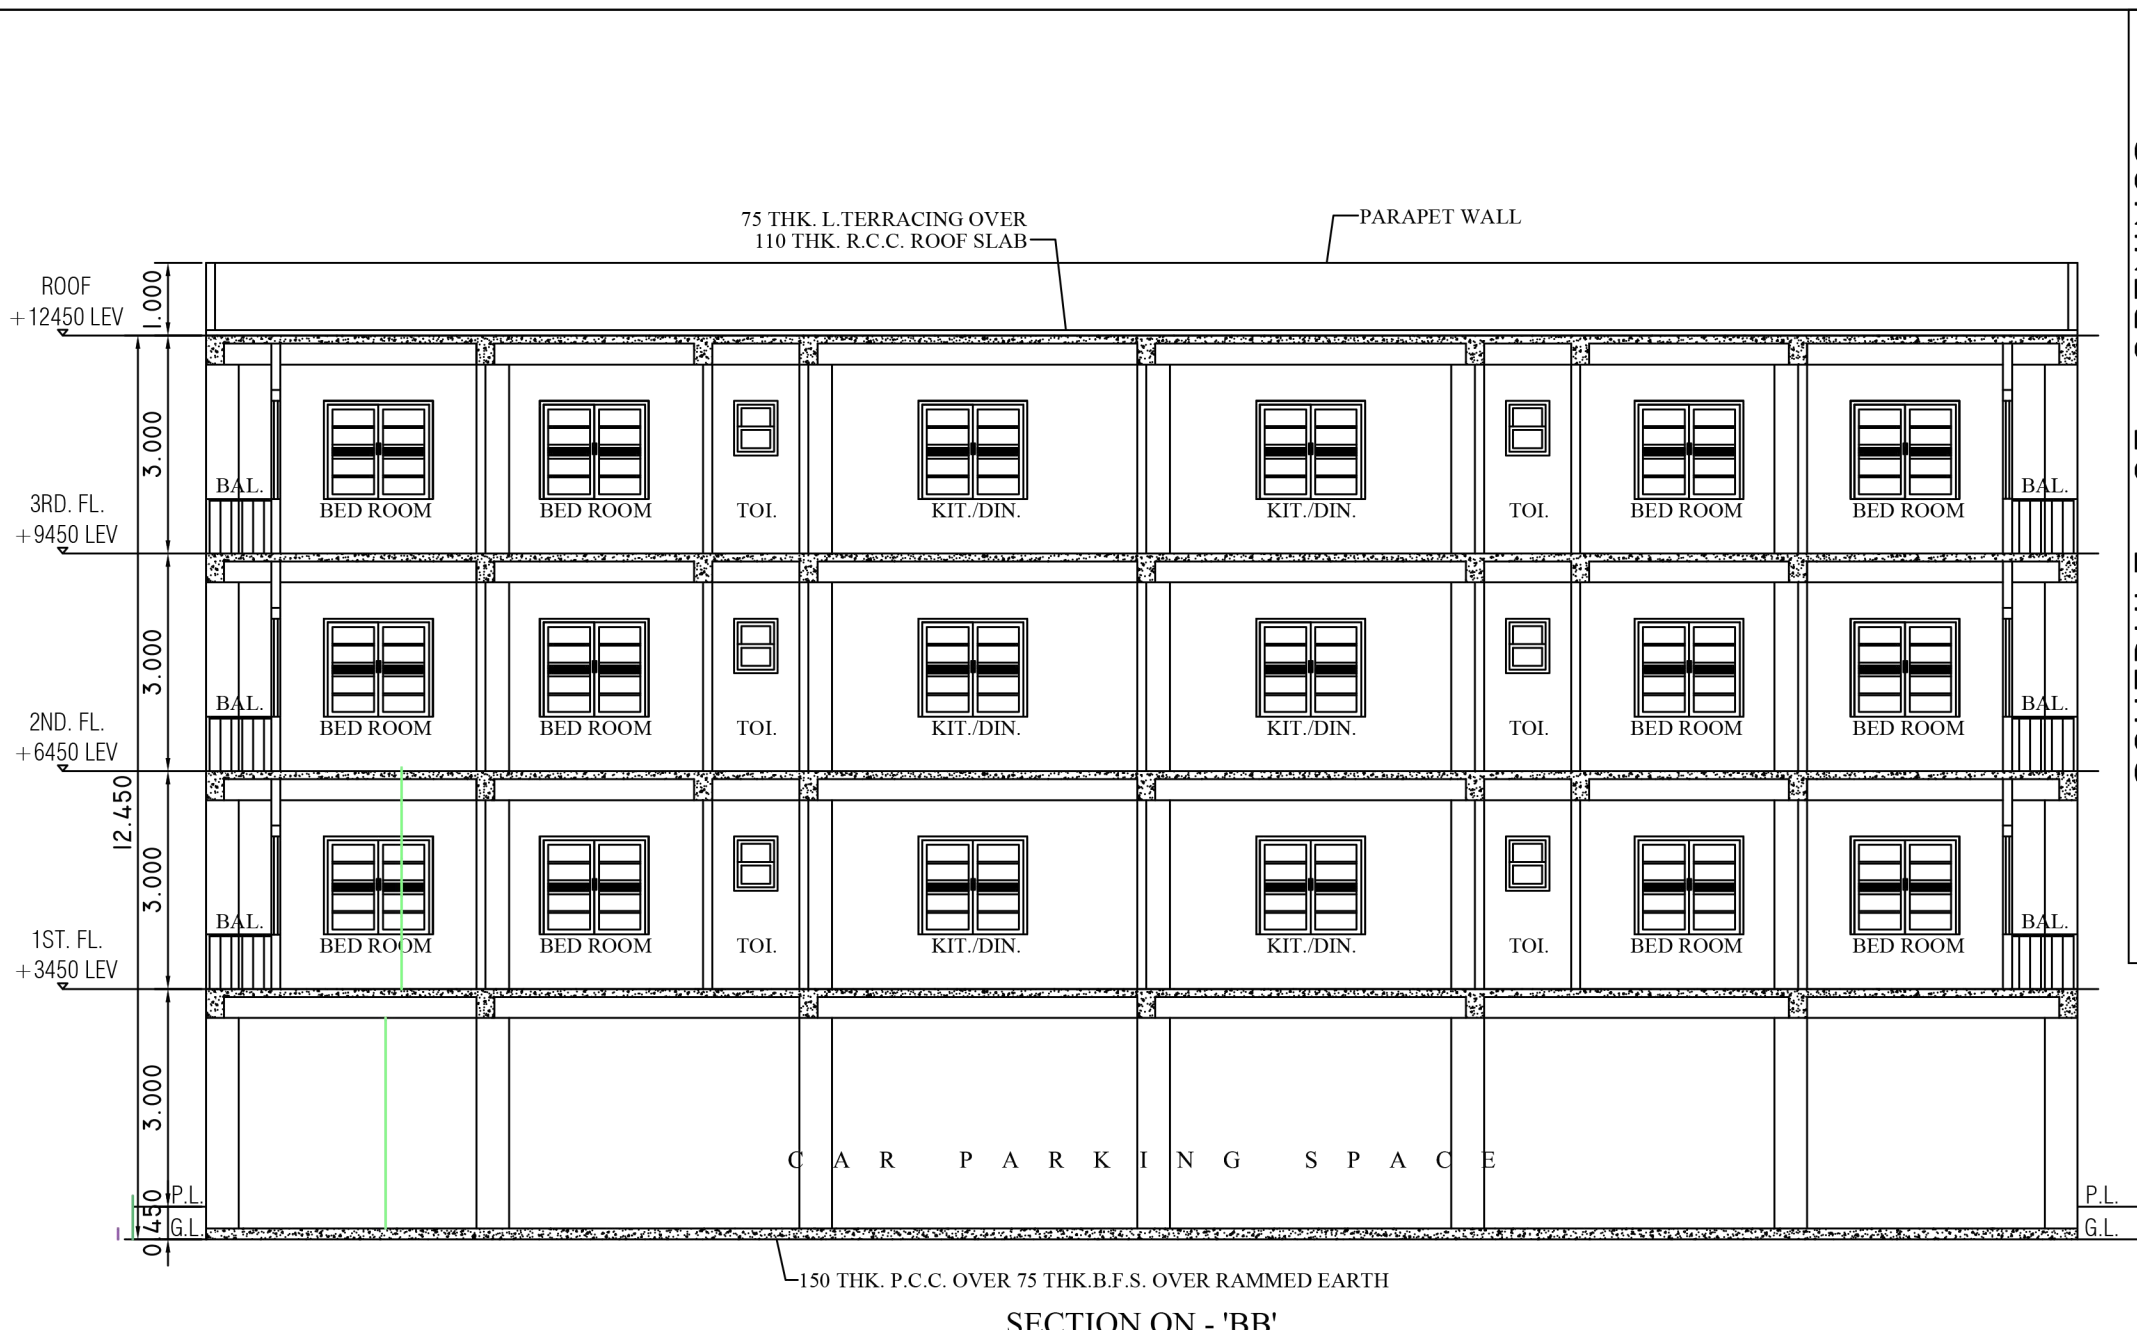 75 THK. L.TERRACING OVER
110 THK. R.C.C. ROOF SLAB
PARAPET WALL
ROOF
+12450 LEV
1.000
3.000
BAL.
BED ROOM
BED ROOM
TOI.
KIT./DIN.
KIT./DIN.
TOI.
BED ROOM
BED ROOM
BAL.
3RD. FL.
+9450 LEV
3.000
BAL.
BED ROOM
BED ROOM
TOI.
KIT./DIN.
KIT./DIN.
TOI.
BED ROOM
BED ROOM
BAL.
2ND. FL.
+6450 LEV
12.450
3.000
BAL.
BED ROOM
BED ROOM
TOI.
KIT./DIN.
KIT./DIN.
TOI.
BED ROOM
BED ROOM
BAL.
1ST. FL.
+3450 LEV
3.000
CAR PARKING SPACE
0.450
P.L.
G.L.
P.L.
G.L.
150 THK. P.C.C. OVER 75 THK.B.F.S. OVER RAMMED EARTH
SECTION ON - 'BB'